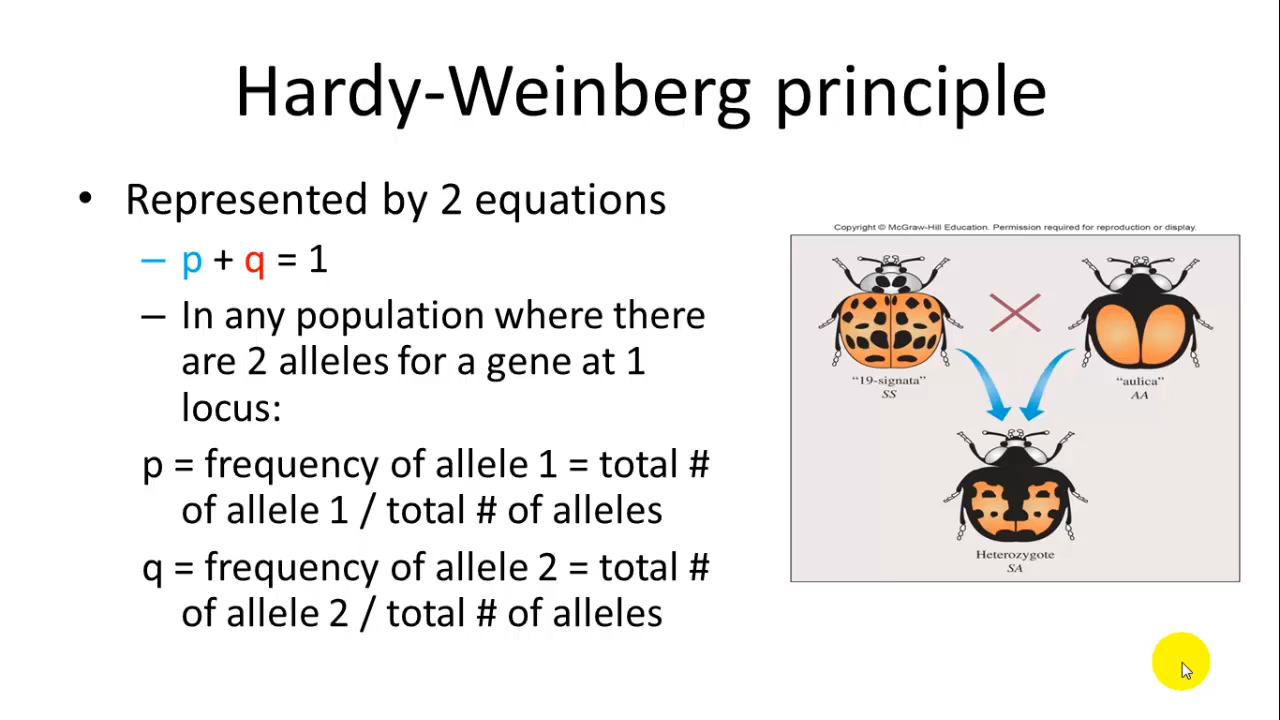 Hardy-Weinberg principle
• Represented by 2 equations
– p + q = 1
– In any population where there
are 2 alleles for a gene at 1
locus:
p = frequency of allele 1 = total #
of allele 1 / total # of alleles
q = frequency of allele 2 = total #
of allele 2 / total # of alleles
Copyright © McGraw-Hill Education. Permission required for reproduction or display.
“19-signata”
SS
“aulica”
AA
Heterozygote
SA